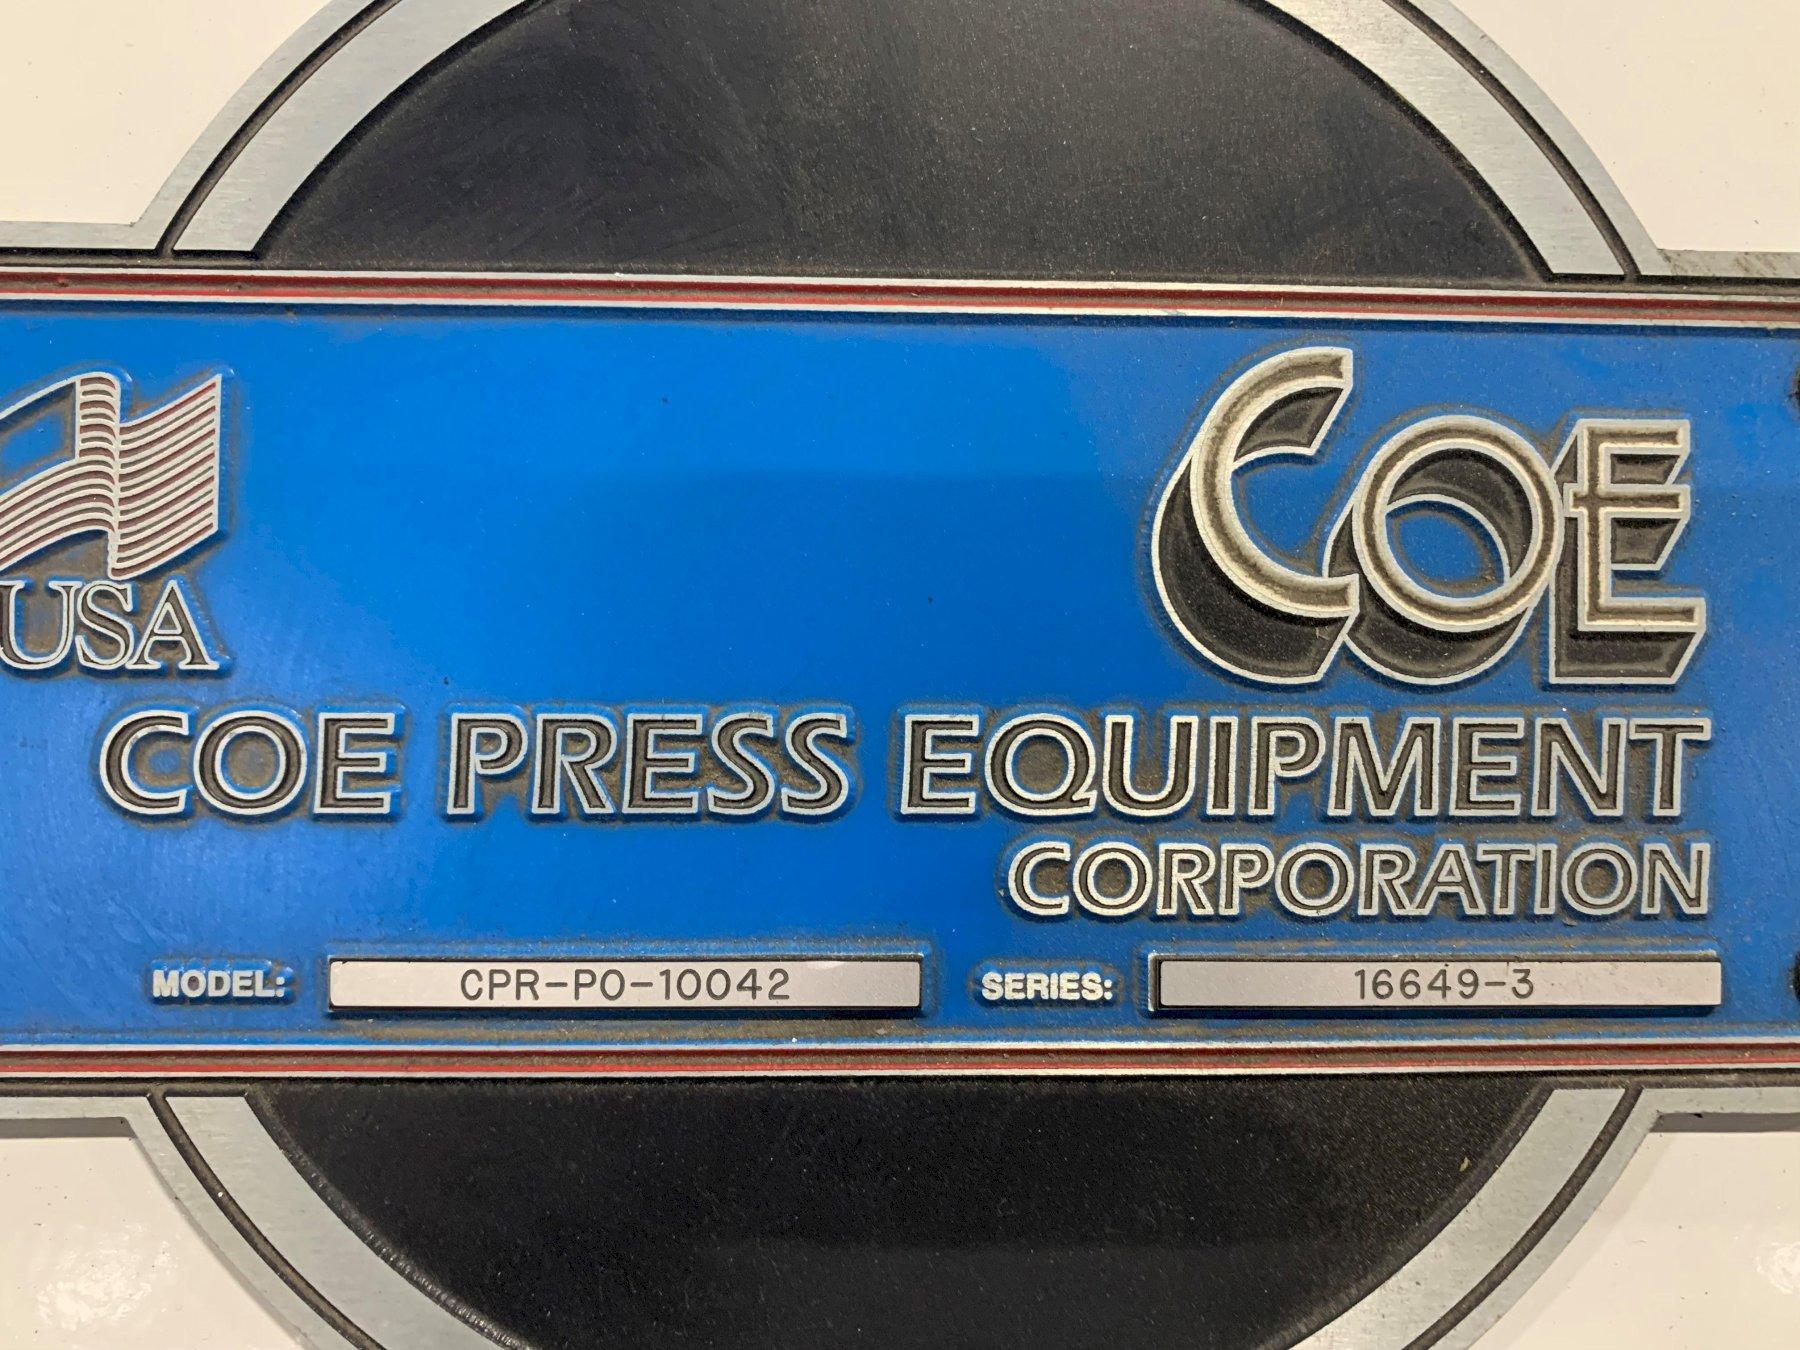 COE
USA
COE PRESS EQUIPMENT
CORPORATION
MODEL: CPR-PO-10042 SERIES: 16649-3